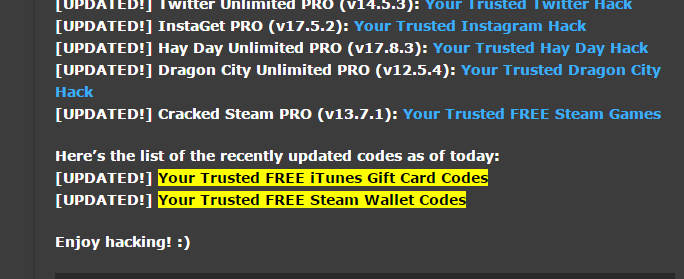 [UPDATED!] Twitter Unlimited PRO (v14.5.3): Your Trusted Twitter Hack
[UPDATED!] InstaGet PRO (v17.5.2): Your Trusted Instagram Hack
[UPDATED!] Hay Day Unlimited PRO (v17.8.3): Your Trusted Hay Day Hack
[UPDATED!] Dragon City Unlimited PRO (v12.5.4): Your Trusted Dragon City
Hack
[UPDATED!] Cracked Steam PRO (v13.7.1): Your Trusted FREE Steam Games
Here’s the list of the recently updated codes as of today:
[UPDATED!] Your Trusted FREE iTunes Gift Card Codes
[UPDATED!] Your Trusted FREE Steam Wallet Codes
Enjoy hacking! :)